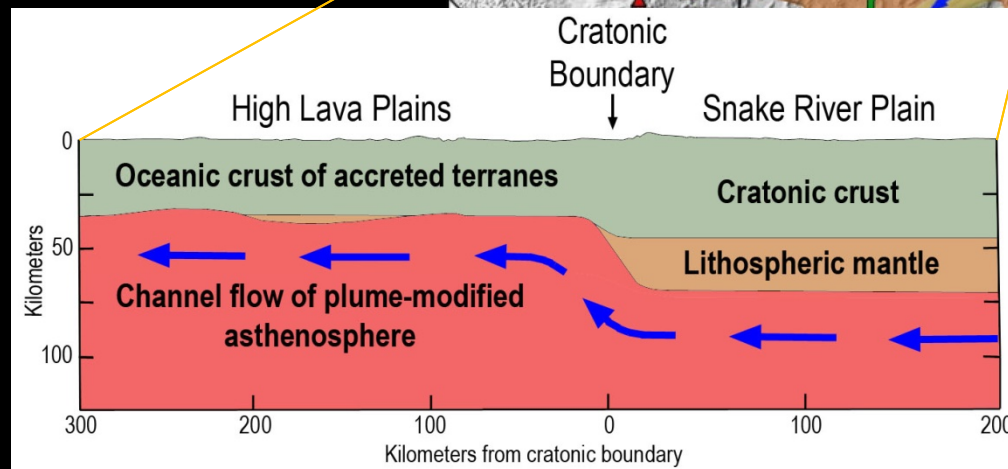 Cratonic
Boundary
High Lava Plains
Snake River Plain
0
Oceanic crust of accreted terranes
Cratonic crust
50
Lithospheric mantle
Kilometers
Channel flow of plume-modified
asthenosphere
100
300
200
100
0
100
200
Kilometers from cratonic boundary